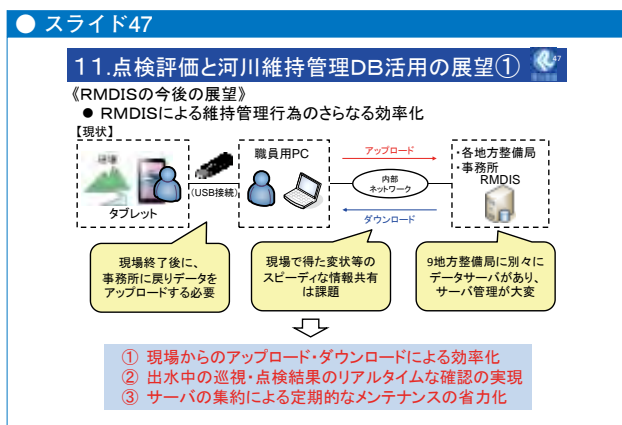 ● スライド47
11.点検評価と河川維持管理DB活用の展望①
47
《RMDISの今後の展望》
● RMDISによる維持管理行為のさらなる効率化
【現状】
現場
タブレット
(USB接続)
職員用PC
アップロード
内部
ネットワーク
ダウンロード
・各地方整備局
・事務所
RMDIS
現場終了後に、
事務所に戻りデータを
アップロードする必要
現場で得た変状等の
スピーディな情報共有
は課題
9地方整備局に別々に
データサーバがあり、
サーバ管理が大変
① 現場からのアップロード・ダウンロードによる効率化
② 出水中の巡視・点検結果のリアルタイムな確認の実現
③ サーバの集約による定期的なメンテナンスの省力化